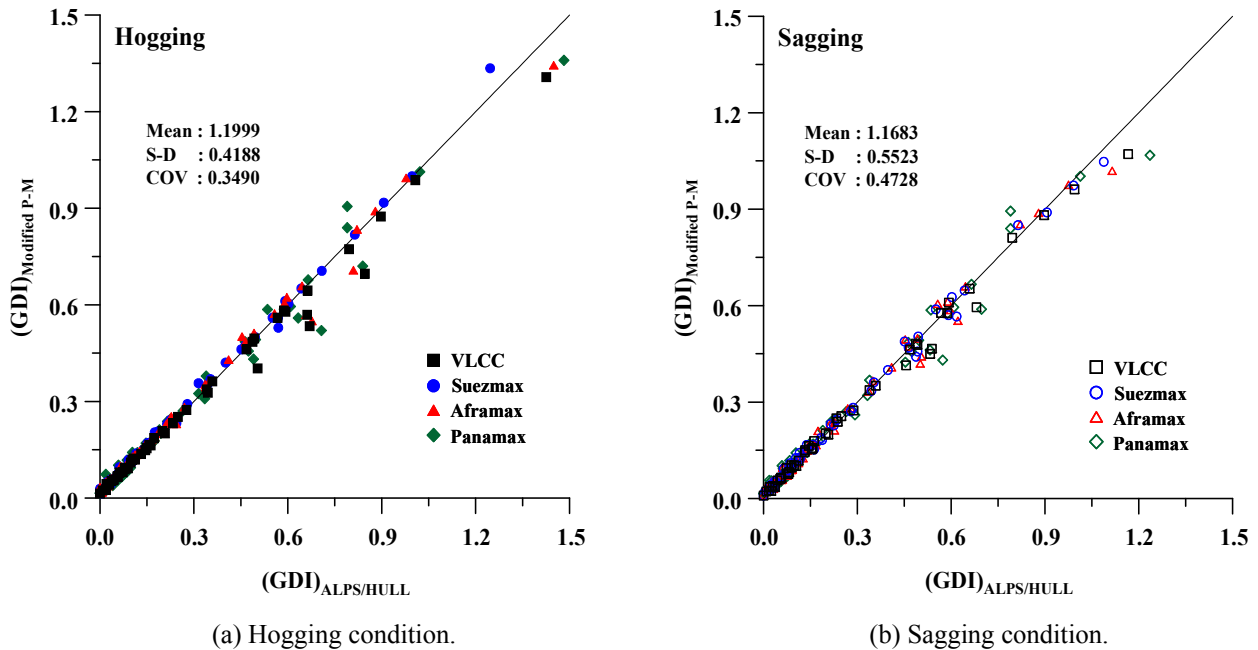 Hogging
Mean : 1.1999
S-D : 0.4188
COV : 0.3490
1.5
1.2
0.9
0.6
0.3
0.0
(GDI)Modified P-M
VLCC
Suezmax
Aframax
Panamax
0.0 0.3 0.6 0.9 1.2 1.5
(GDI)ALPS/HULL
(a) Hogging condition.
Sagging
Mean : 1.1683
S-D : 0.5523
COV : 0.4728
1.5
1.2
0.9
0.6
0.3
0.0
(GDI)Modified P-M
VLCC
Suezmax
Aframax
Panamax
0.0 0.3 0.6 0.9 1.2 1.5
(GDI)ALPS/HULL
(b) Sagging condition.